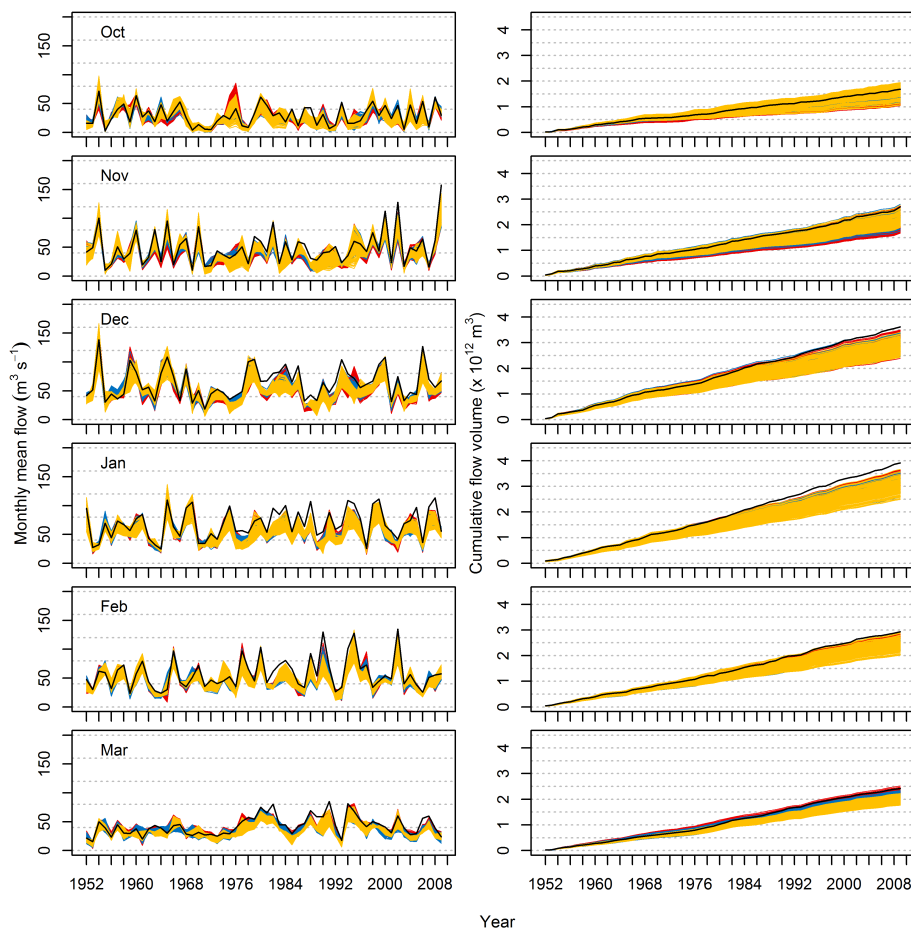 Oct
0 50 150
0 1 2 3 4
Nov
0 50 150
0 1 2 3 4
Dec
0 50 150
0 1 2 3 4
Monthly mean flow (m³ s⁻¹)
Cumulative flow volume (x 10¹² m³)
Jan
0 50 150
0 1 2 3 4
Feb
0 50 150
0 1 2 3 4
Mar
0 50 150
0 1 2 3 4
1952 1960 1968 1976 1984 1992 2000 2008
1952 1960 1968 1976 1984 1992 2000 2008
Year